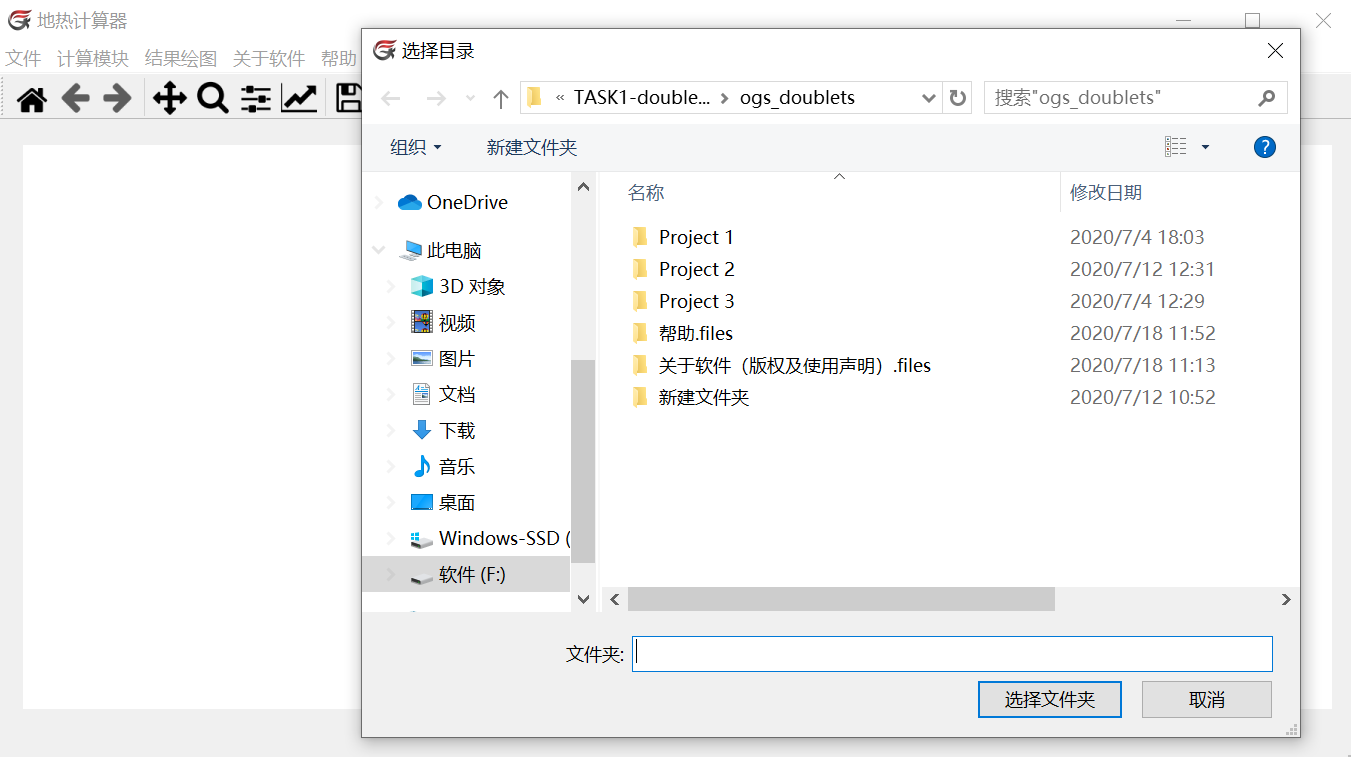 地热计算器
文件 计算模块 结果绘图 关于软件 帮助
选择目录
« TASK1-double... › ogs_doublets
搜索"ogs_doublets"
组织 新建文件夹
名称 修改日期
OneDrive
此电脑
3D 对象
视频
图片
文档
下载
音乐
桌面
Windows-SSD (
软件 (F:)
Project 1 2020/7/4 18:03
Project 2 2020/7/12 12:31
Project 3 2020/7/4 12:29
帮助.files 2020/7/18 11:52
关于软件（版权及使用声明）.files 2020/7/18 11:13
新建文件夹 2020/7/12 10:52
文件夹:
选择文件夹 取消